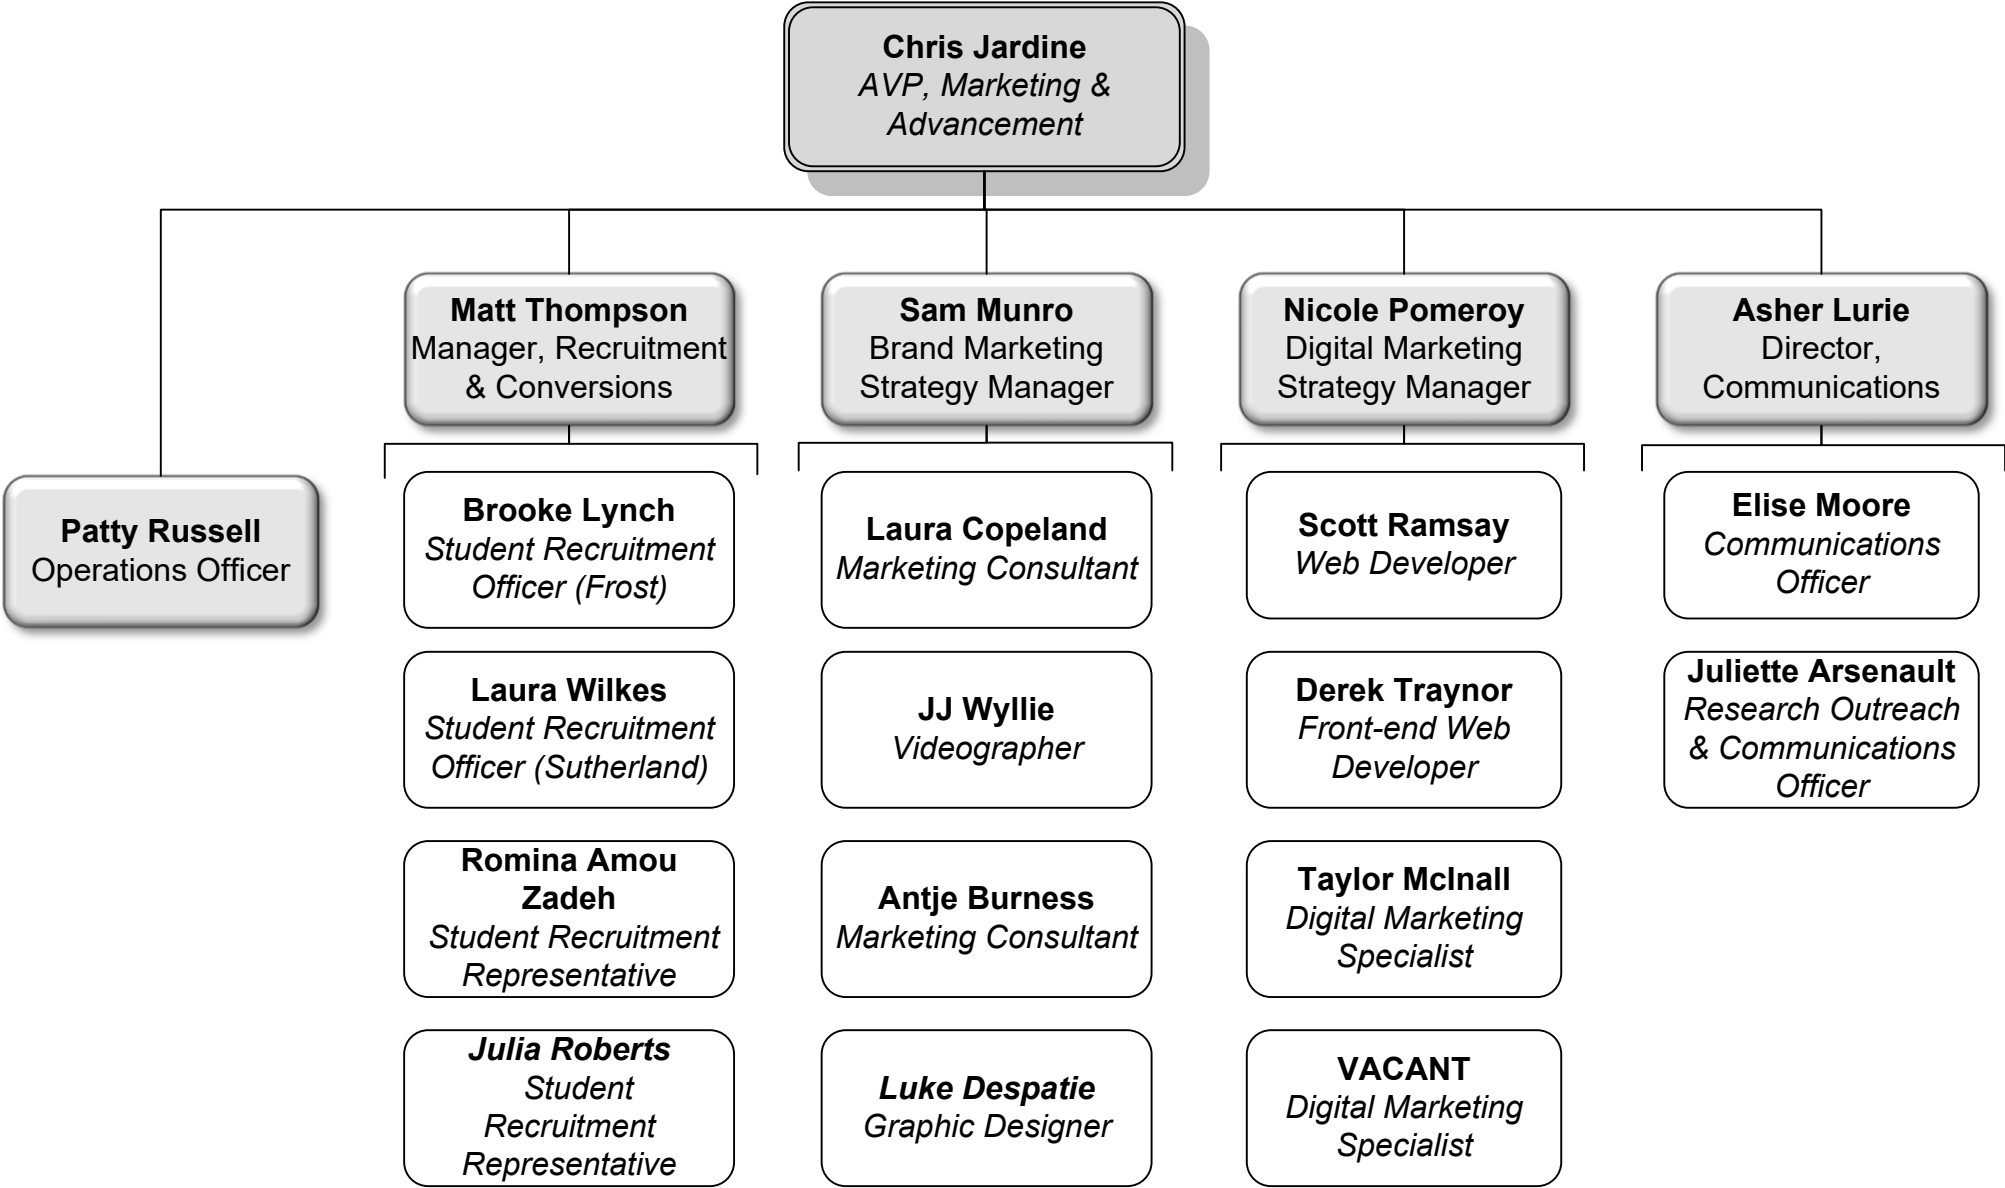 Chris Jardine
AVP, Marketing &
Advancement
Patty Russell
Operations Officer
Matt Thompson
Manager, Recruitment
& Conversions
Brooke Lynch
Student Recruitment
Officer (Frost)
Laura Wilkes
Student Recruitment
Officer (Sutherland)
Romina Amou
Zadeh
Student Recruitment
Representative
Julia Roberts
Student
Recruitment
Representative
Sam Munro
Brand Marketing
Strategy Manager
Laura Copeland
Marketing Consultant
JJ Wyllie
Videographer
Antje Burness
Marketing Consultant
Luke Despatie
Graphic Designer
Nicole Pomeroy
Digital Marketing
Strategy Manager
Scott Ramsay
Web Developer
Derek Traynor
Front-end Web
Developer
Taylor McInall
Digital Marketing
Specialist
VACANT
Digital Marketing
Specialist
Asher Lurie
Director,
Communications
Elise Moore
Communications
Officer
Juliette Arsenault
Research Outreach
& Communications
Officer